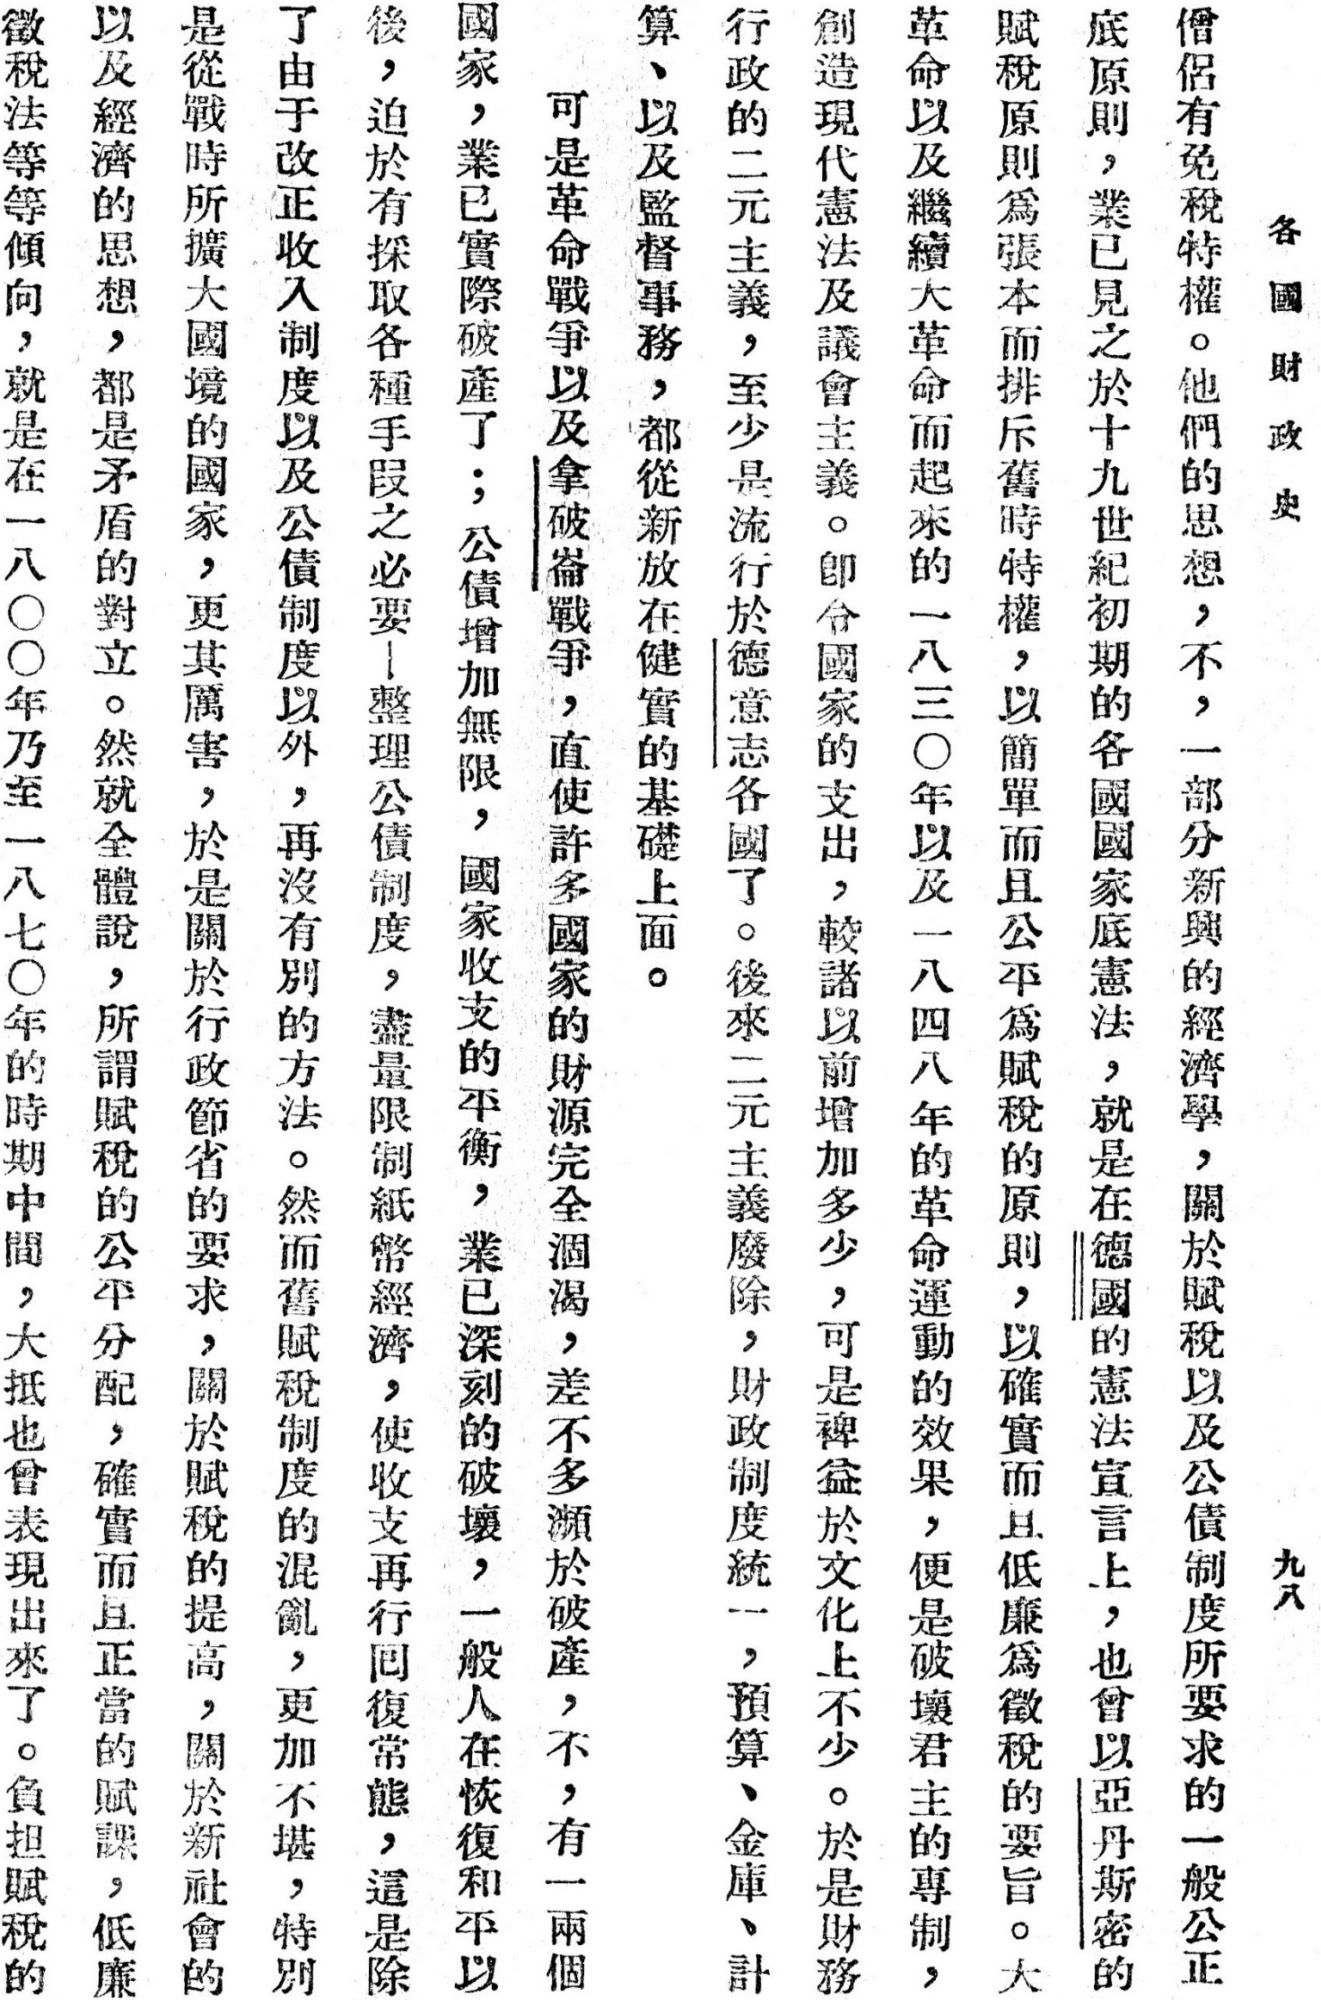 各國財政史
九八
僧侶有免稅特權。他們的思想，不，一部分新興的經濟學，關於賦稅以及公債制度所要求的一般公正
底原則，業已見之於十九世紀初期的各國國家底憲法，就是在德國的憲法宣言上，也曾以亞丹斯密的
賦稅原則爲張本而排斥舊時特權，以簡單而且公平爲賦稅的原則，以確實而且低廉爲徵稅的要旨。大
革命以及繼續大革命而起來的一八三〇年以及一八四八年的革命運動的效果，便是破壞君主的專制，
創造現代憲法及議會主義。卽令國家的支出，較諸以前增加多少，可是裨益於文化上不少。於是財務
行政的二元主義，至少是流行於德意志各國了。後來二元主義廢除，財政制度統一，預算、金庫、計
算、以及監督事務，都從新放在健實的基礎上面。
可是革命戰爭以及拿破崙戰爭，直使許多國家的財源完全涸渴，差不多瀕於破產，不，有一兩個
國家，業已實際破產了；公債增加無限，國家收支的平衡，業已深刻的破壞，一般人在恢復和平以
後，迫於有採取各種手段之必要—整理公債制度，盡量限制紙幣經濟，使收支再行囘復常態，這是除
了由于改正收入制度以及公債制度以外，再沒有別的方法。然而舊賦稅制度的混亂，更加不堪，特別
是從戰時所擴大國境的國家，更其厲害，於是關於行政節省的要求，關於賦稅的提高，關於新社會的
以及經濟的思想，都是矛盾的對立。然就全體說，所謂賦稅的公平分配，確實而且正當的賦課，低廉
徵稅法等等傾向，就是在一八〇〇年乃至一八七〇年的時期中間，大抵也曾表現出來了。負担賦稅的